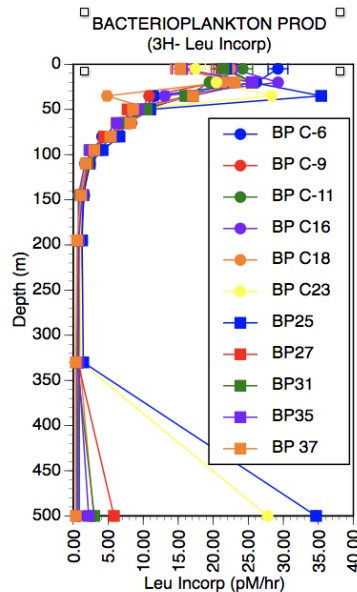 BACTERIOPLANKTON PROD
(3H- Leu Incorp)
0
50
100
150
200
250
300
350
400
450
500
Depth (m)
BP C-6
BP C-9
BP C-11
BP C16
BP C18
BP C23
BP25
BP27
BP31
BP35
BP 37
0.00
5.00
10.00
15.00
20.00
25.00
30.00
35.00
40.00
Leu Incorp (pM/hr)